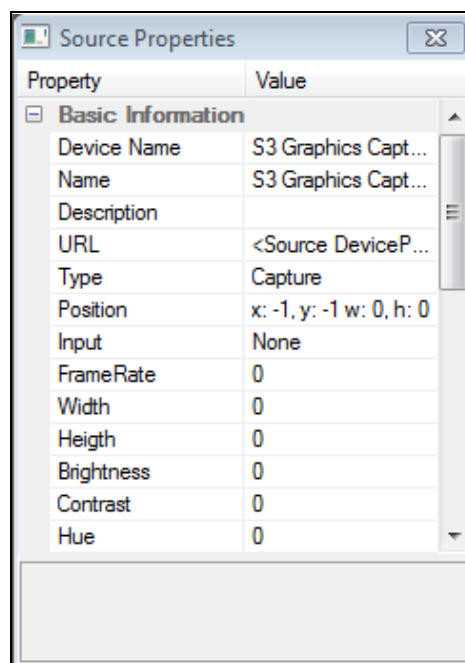 Source Properties
Property Value
Basic Information
Device Name S3 Graphics Capt...
Name S3 Graphics Capt...
Description
URL <Source DeviceP...
Type Capture
Position x: -1, y: -1 w: 0, h: 0
Input None
FrameRate 0
Width 0
Heigth 0
Brightness 0
Contrast 0
Hue 0